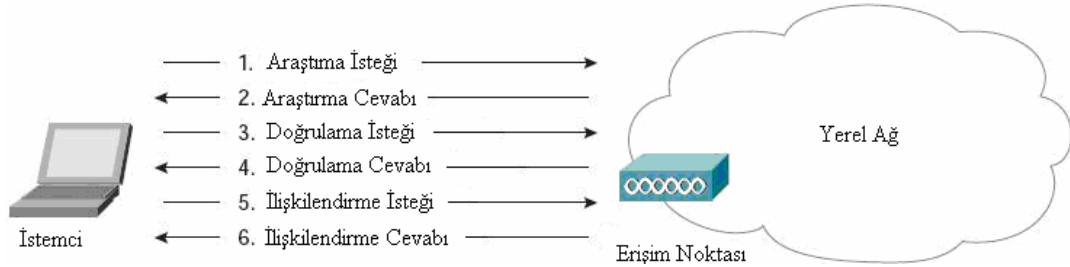 1. Araştıma İsteği
2. Araştırma Cevabı
3. Doğrulama İsteği
4. Doğrulama Cevabı
5. İlişkilendirme İsteği
6. İlişkilendirme Cevabı
İstemci
Yerel Ağ
Erişim Noktası